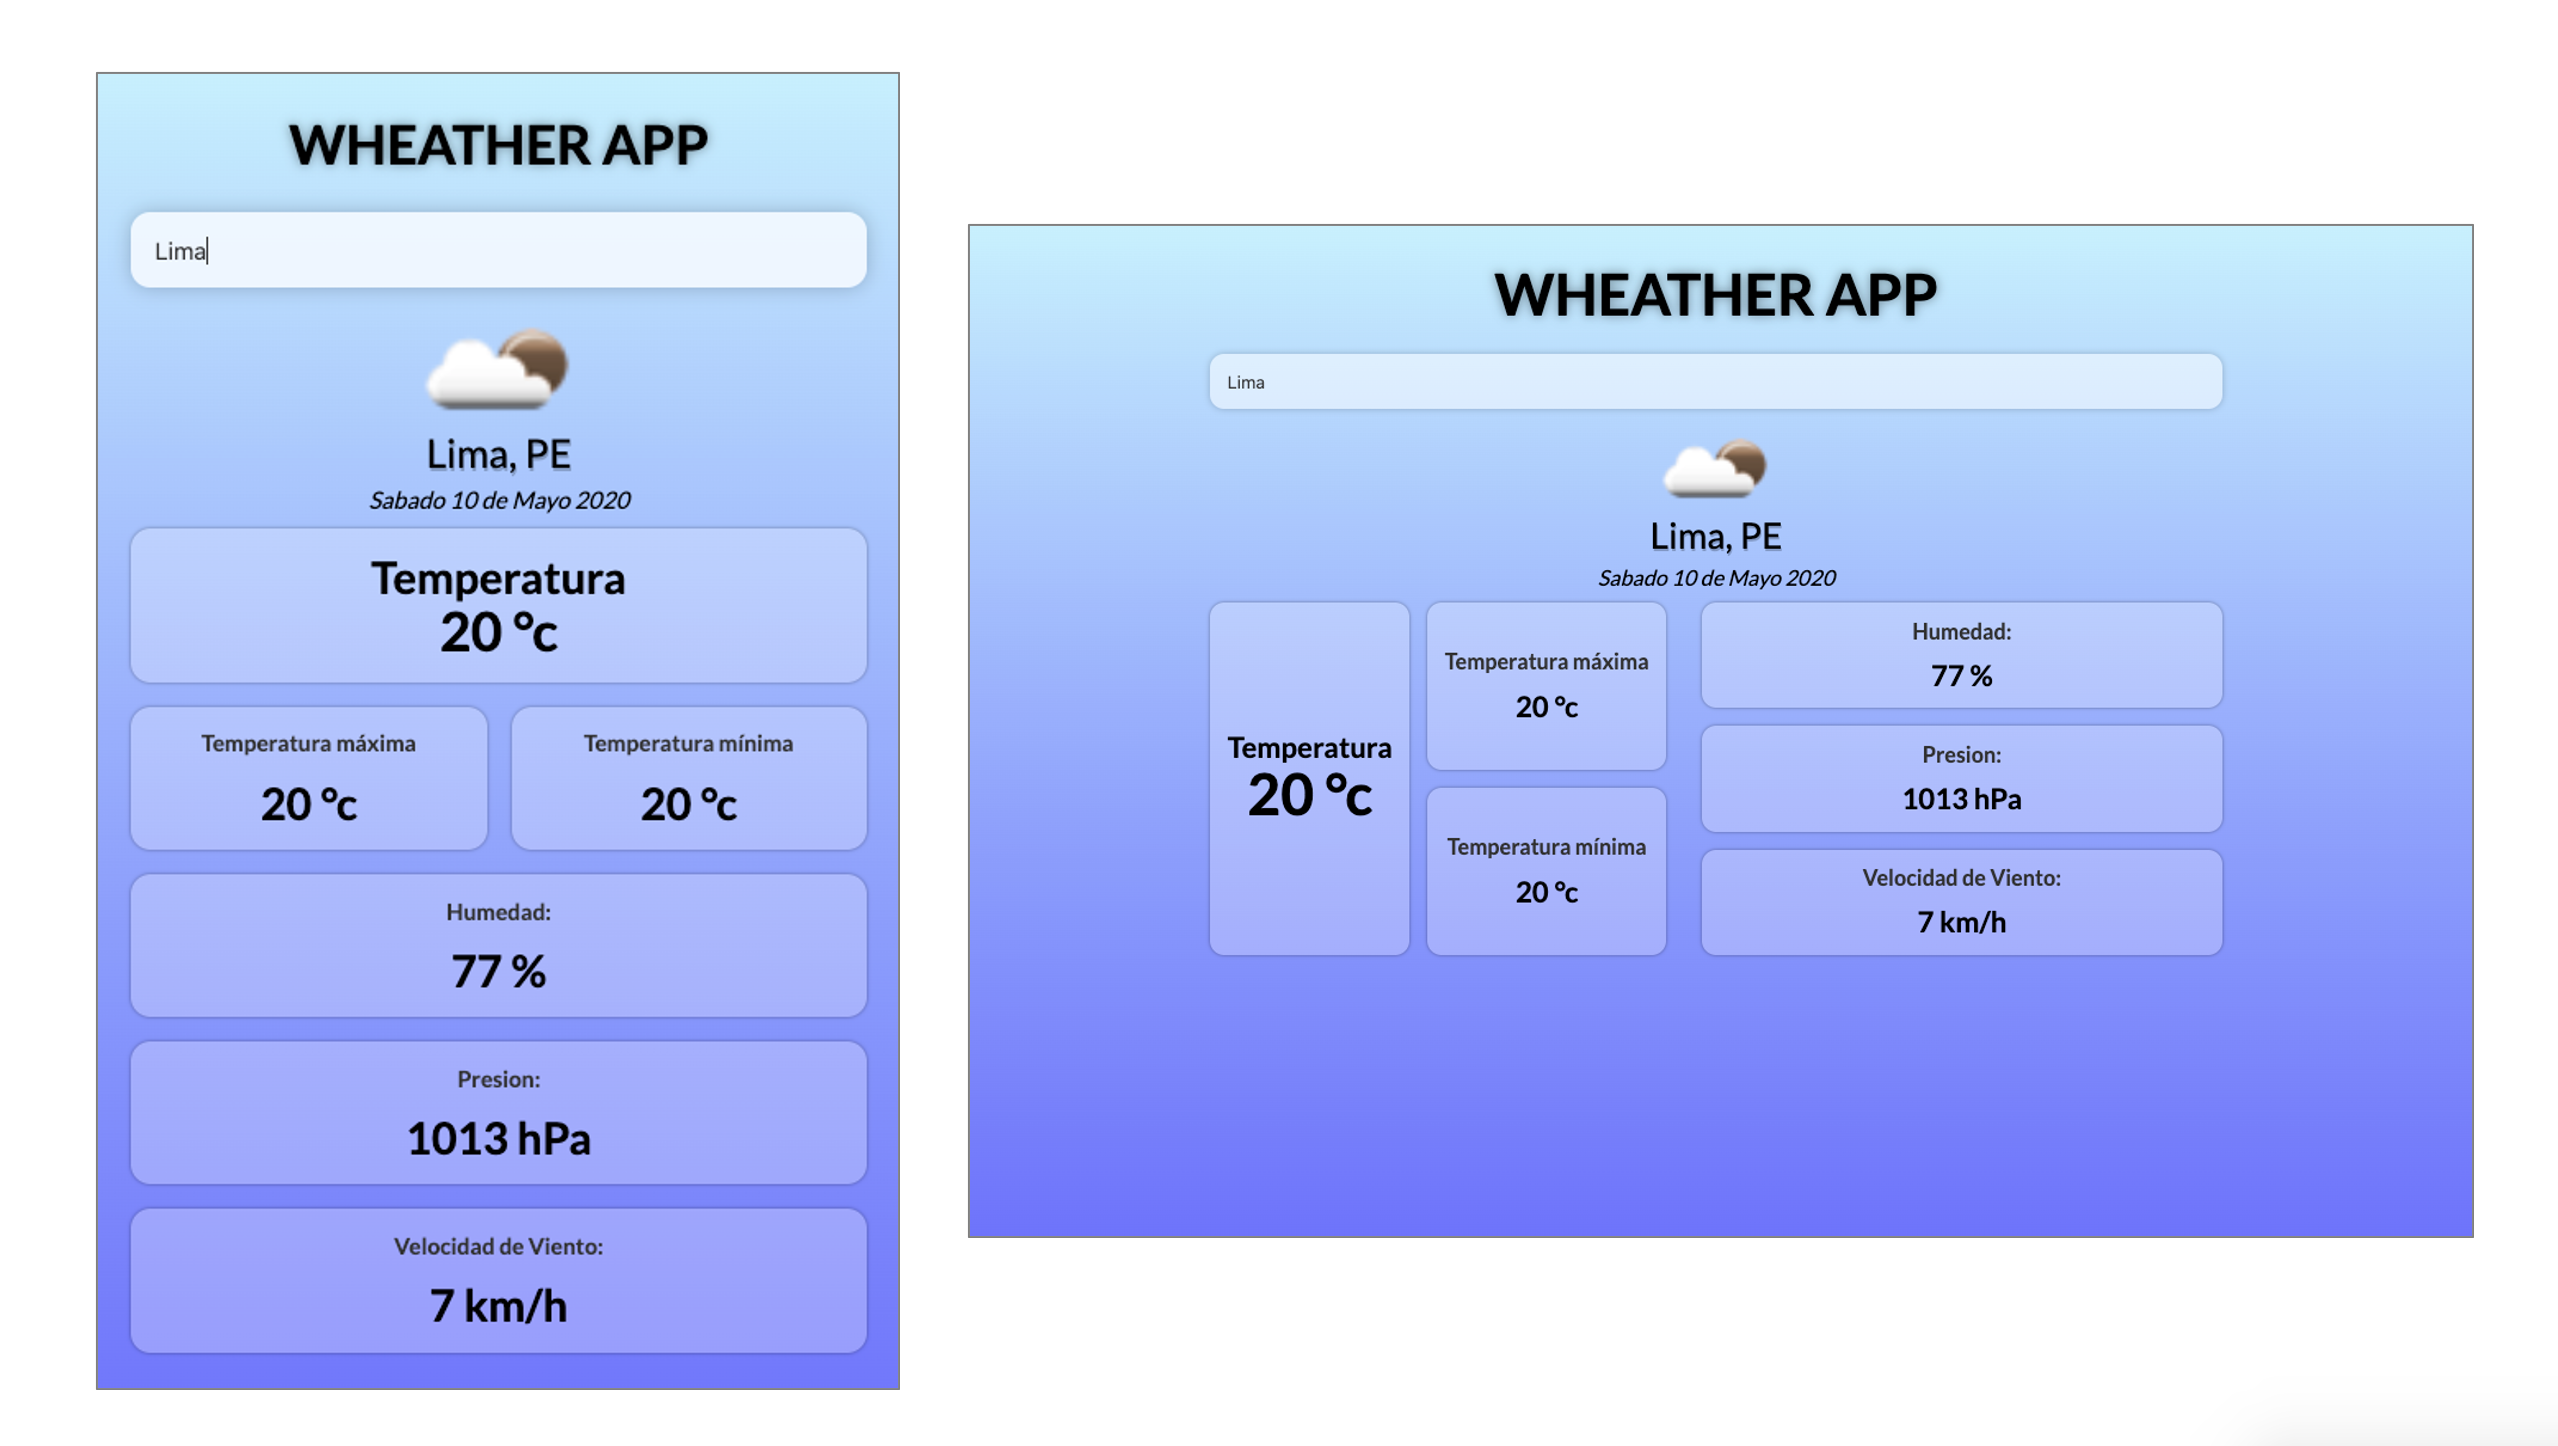 WHEATHER APP
Lima
Lima, PE
Sabado 10 de Mayo 2020
Temperatura
20 °c
Temperatura máxima
20 °c
Temperatura mínima
20 °c
Humedad:
77 %
Presion:
1013 hPa
Velocidad de Viento:
7 km/h
WHEATHER APP
Lima
Lima, PE
Sabado 10 de Mayo 2020
Temperatura
20 °c
Temperatura máxima
20 °c
Temperatura mínima
20 °c
Humedad:
77 %
Presion:
1013 hPa
Velocidad de Viento:
7 km/h